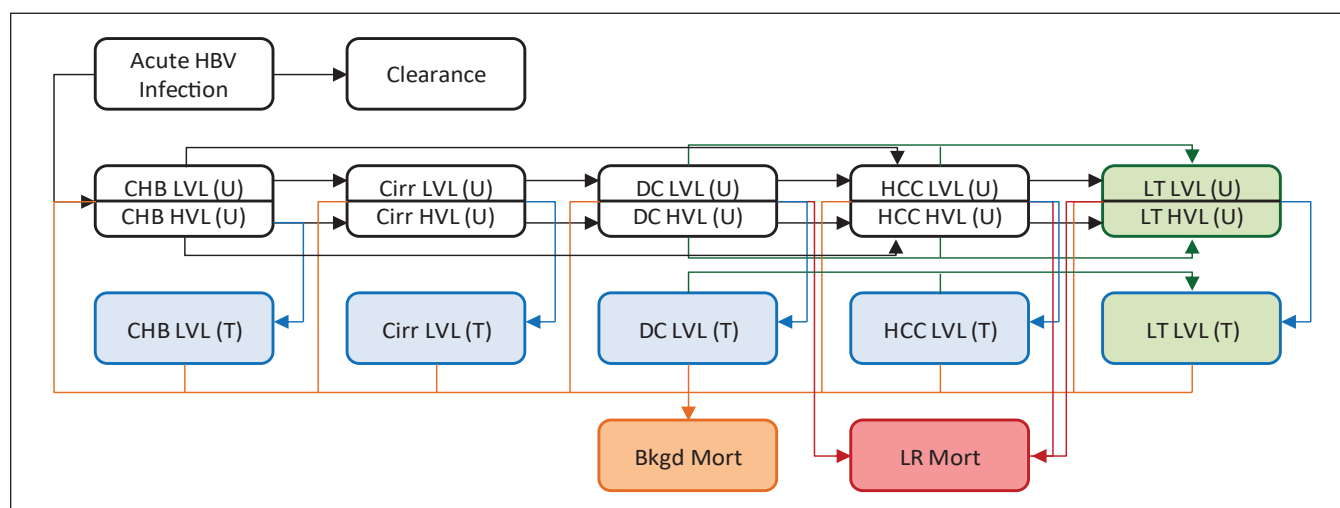 Acute HBV
Infection
Clearance
CHB LVL (U)
CHB HVL (U)
Cirr LVL (U)
Cirr HVL (U)
DC LVL (U)
DC HVL (U)
HCC LVL (U)
HCC HVL (U)
LT LVL (U)
LT HVL (U)
CHB LVL (T)
Cirr LVL (T)
DC LVL (T)
HCC LVL (T)
LT LVL (T)
Bkgd Mort
LR Mort